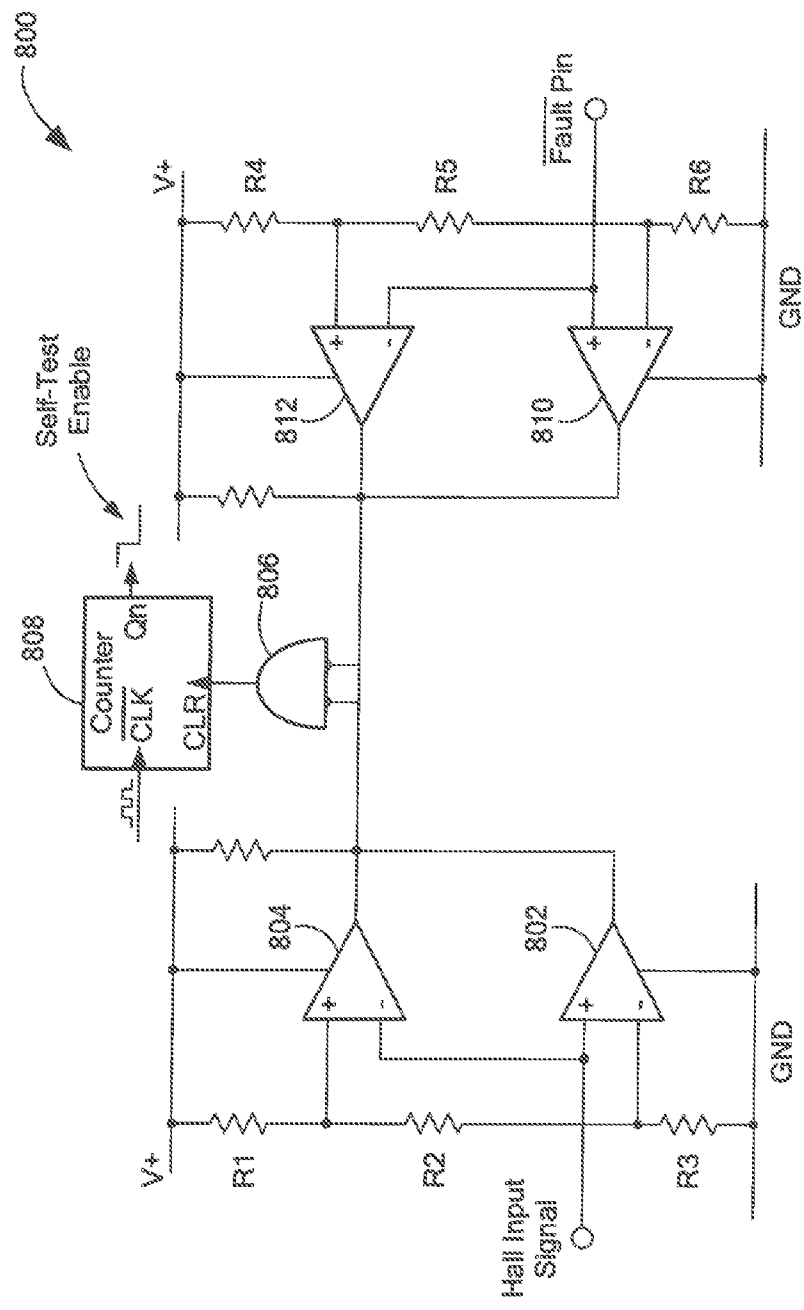 800
Self-Test
Enable
808
Counter
CLK
Qn
CLR
806
V+
V+
R1
R4
804
+
-
812
+
-
R2
R5
Fault Pin
802
+
-
810
+
-
Hall Input
Signal
R3
R6
GND
GND